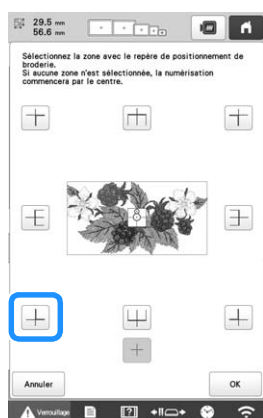 29.5 mm
56.6 mm
Sélectionnez la zone avec le repère de positionnement de
broderie.
Si aucune zone n'est sélectionnée, la numérisation
commencera par le centre.
8
Annuler
OK
Verrouillage